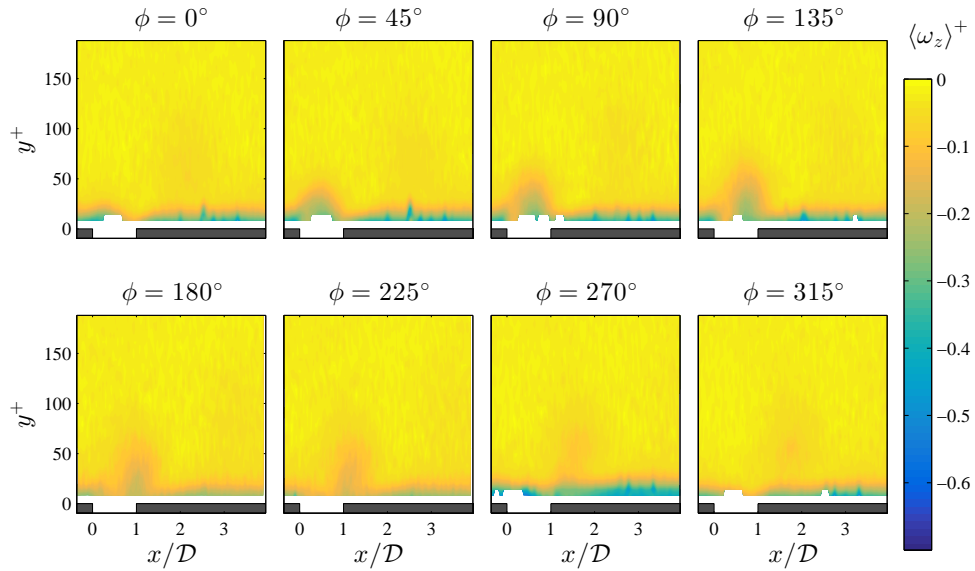 ϕ = 0° ϕ = 45° ϕ = 90° ϕ = 135°
⟨ω_z⟩⁺
y⁺
150
100
50
0
0
−0.1
−0.2
−0.3
−0.4
−0.5
−0.6
ϕ = 180° ϕ = 225° ϕ = 270° ϕ = 315°
y⁺
150
100
50
0
0 1 2 3 0 1 2 3 0 1 2 3 0 1 2 3
x/𝒟 x/𝒟 x/𝒟 x/𝒟